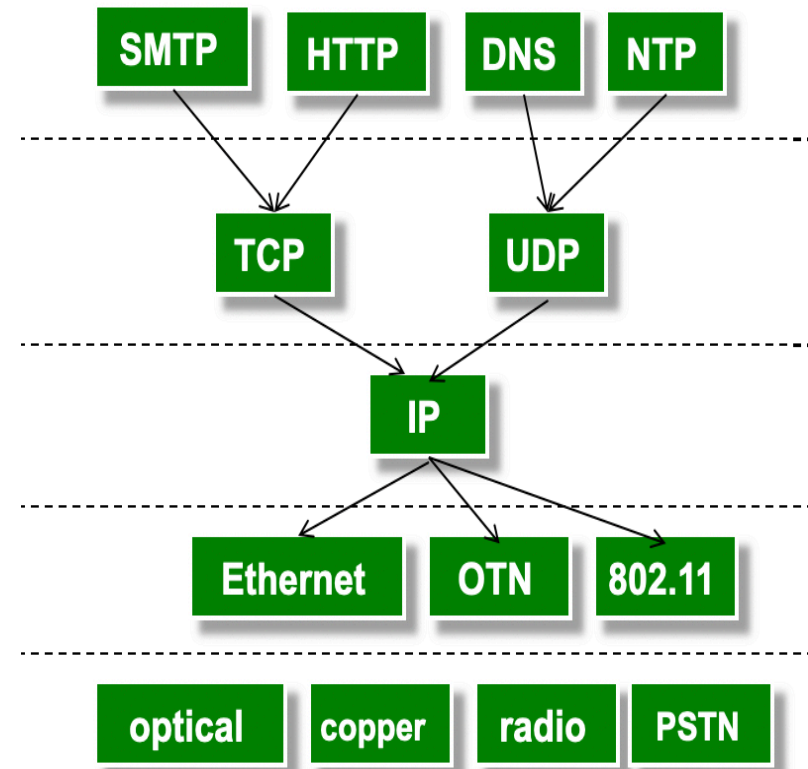 SMTP
HTTP
DNS
NTP
TCP
UDP
IP
Ethernet
OTN
802.11
optical
copper
radio
PSTN